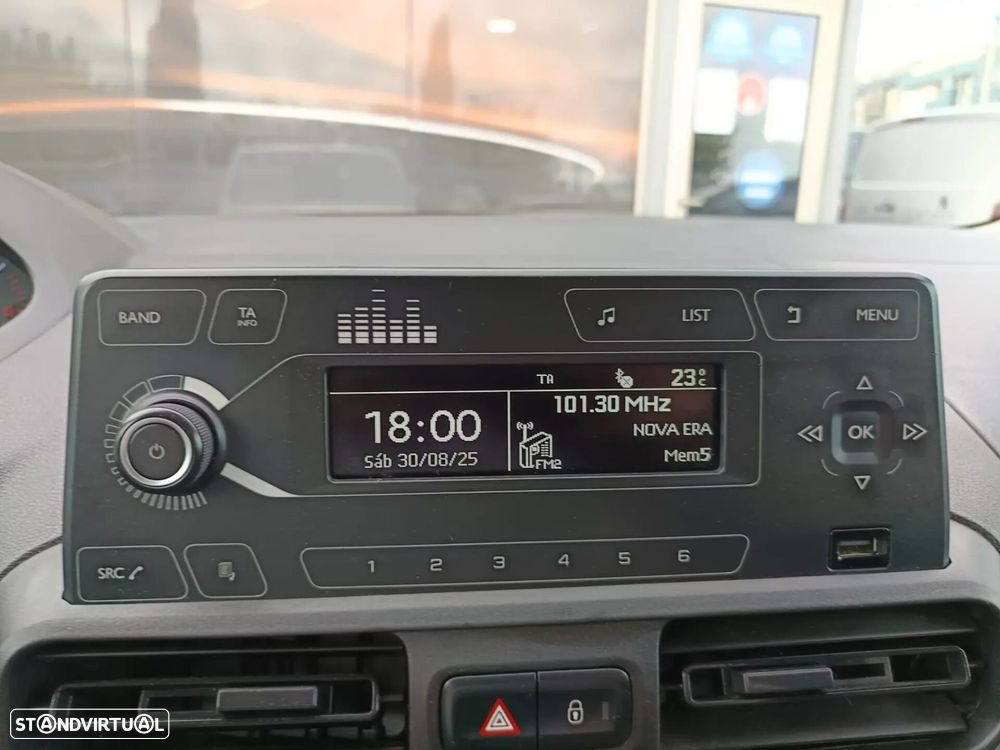 BAND
TA
INFO
LIST
MENU
TA 23°C
18:00
Sáb 30/08/25
101.30 MHz
NOVA ERA
FM2
Mem5
OK
SRC
1 2 3 4 5 6
STANDVIRTUAL